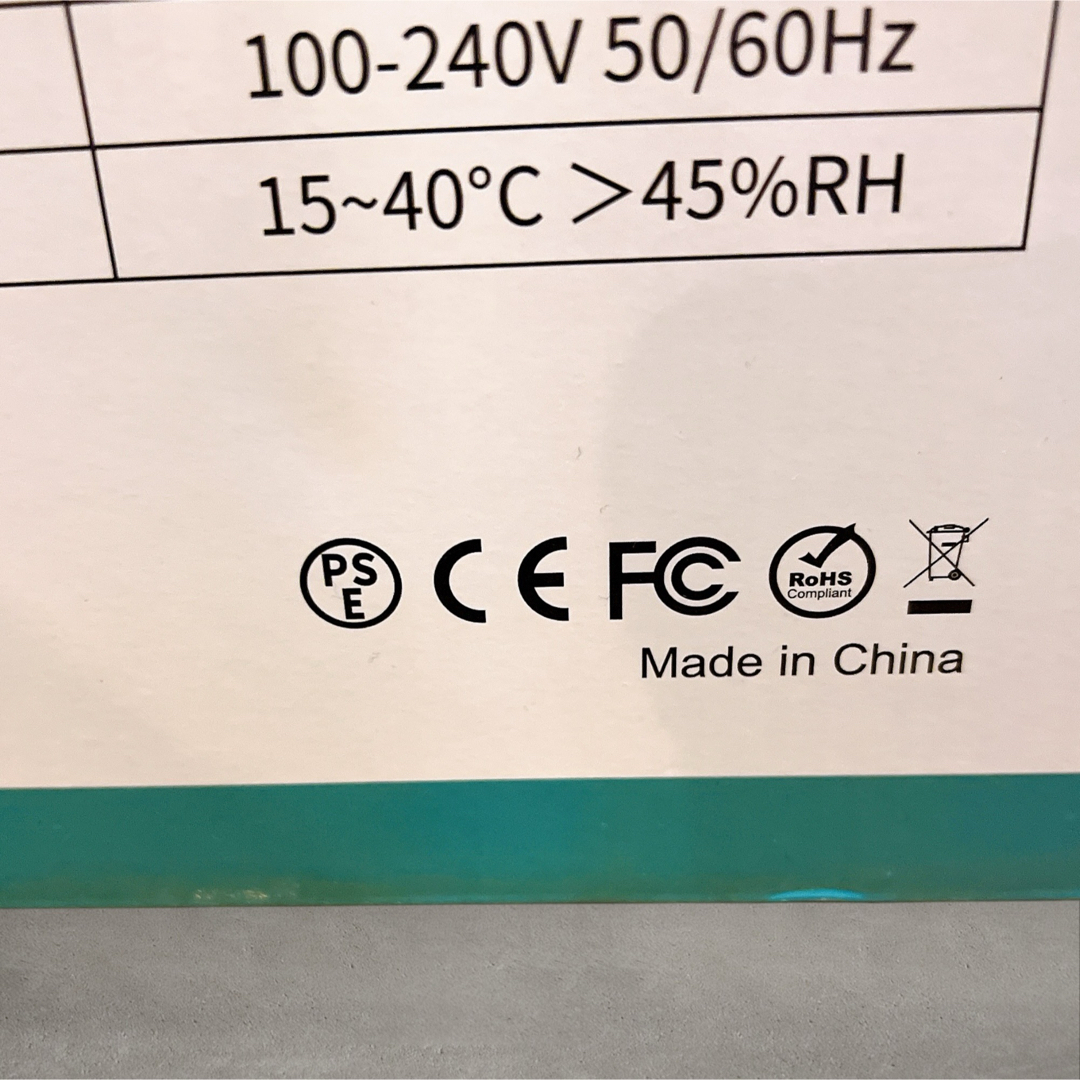 100-240V 50/60Hz
15~40°C ＞45%RH
PSE CE FC RoHS Compliant
Made in China